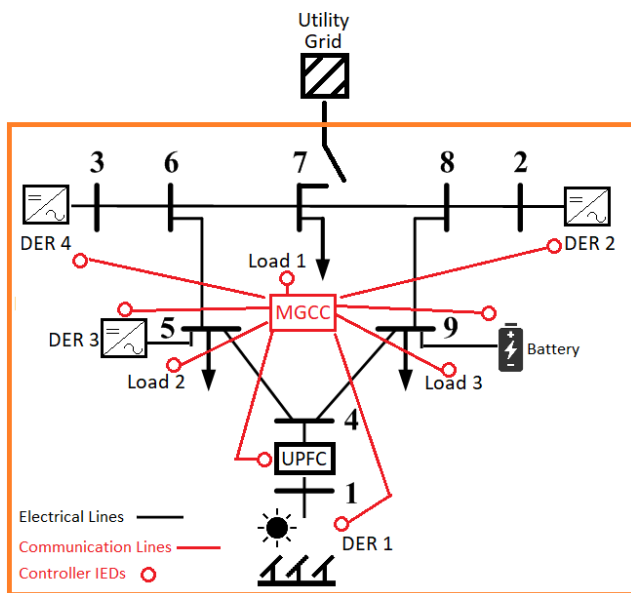 Utility
Grid
3
6
7
8
2
DER 4
DER 2
Load 1
MGCC
DER 3
5
9
Battery
Load 2
Load 3
4
UPFC
1
Electrical Lines
DER 1
Communication Lines
Controller IEDs